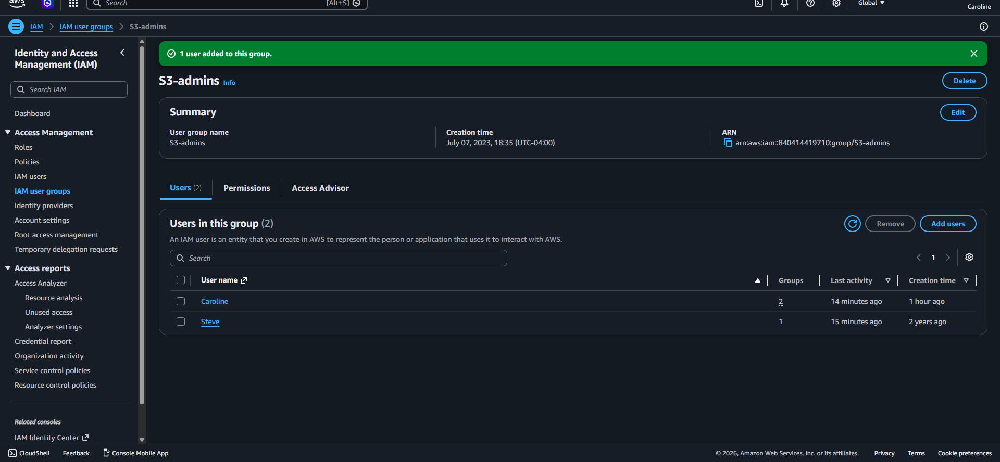 aws
Search [Alt+S]
Global
Caroline
IAM
IAM user groups
S3-admins
Identity and Access
Management (IAM)
Search IAM
Dashboard
Access Management
Roles
Policies
IAM users
IAM user groups
Identity providers
Account settings
Root access management
Temporary delegation requests
Access reports
Access Analyzer
Resource analysis
Unused access
Analyzer settings
Credential report
Organization activity
Service control policies
Resource control policies
Related consoles
IAM Identity Center
1 user added to this group.
S3-admins Info
Delete
Summary
Edit
User group name
S3-admins
Creation time
July 07, 2023, 18:35 (UTC-04:00)
ARN
arn:aws:iam::840414419710:group/S3-admins
Users (2)
Permissions
Access Advisor
Users in this group (2)
Remove
Add users
An IAM user is an entity that you create in AWS to represent the person or application that uses it to interact with AWS.
Search
1
User name Groups Last activity Creation time
Caroline 2 14 minutes ago 1 hour ago
Steve 1 15 minutes ago 2 years ago
CloudShell Feedback Console Mobile App
© 2026, Amazon Web Services, Inc. or its affiliates. Privacy Terms Cookie preferences